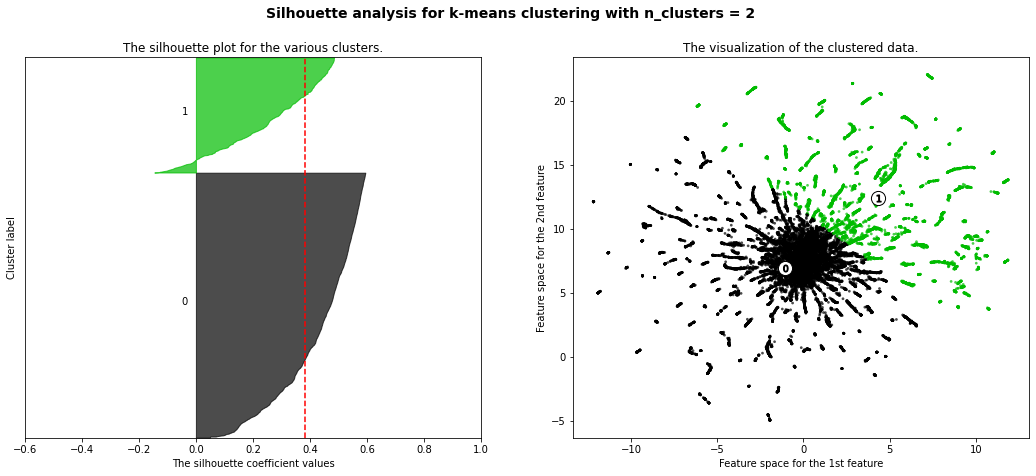 Silhouette analysis for k-means clustering with n_clusters = 2
The silhouette plot for the various clusters.
1
0
Cluster label
−0.6 −0.4 −0.2 0.0 0.2 0.4 0.6 0.8 1.0
The silhouette coefficient values
The visualization of the clustered data.
20
15
10
5
0
−5
1
0
Feature space for the 2nd feature
−10 −5 0 5 10
Feature space for the 1st feature